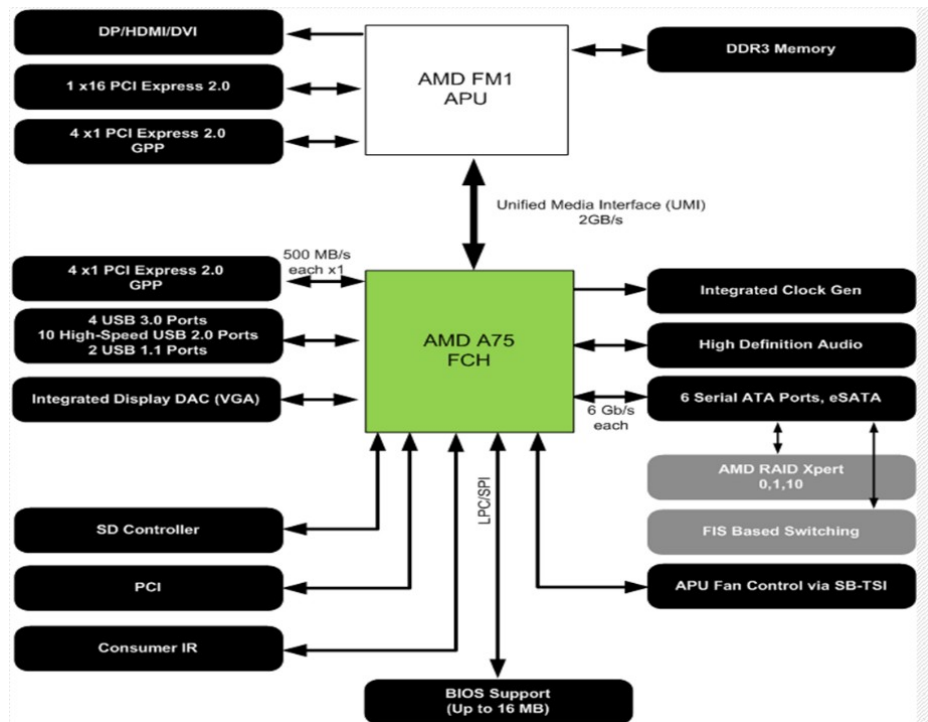 DP/HDMI/DVI
1 x16 PCI Express 2.0
4 x1 PCI Express 2.0
GPP
AMD FM1
APU
DDR3 Memory
Unified Media Interface (UMI)
2GB/s
4 x1 PCI Express 2.0
GPP
500 MB/s
each x1
4 USB 3.0 Ports
10 High-Speed USB 2.0 Ports
2 USB 1.1 Ports
Integrated Display DAC (VGA)
AMD A75
FCH
Integrated Clock Gen
High Definition Audio
6 Serial ATA Ports, eSATA
6 Gb/s
each
AMD RAID Xpert
0,1,10
FIS Based Switching
APU Fan Control via SB-TSI
LPC/SPI
SD Controller
PCI
Consumer IR
BIOS Support
(Up to 16 MB)